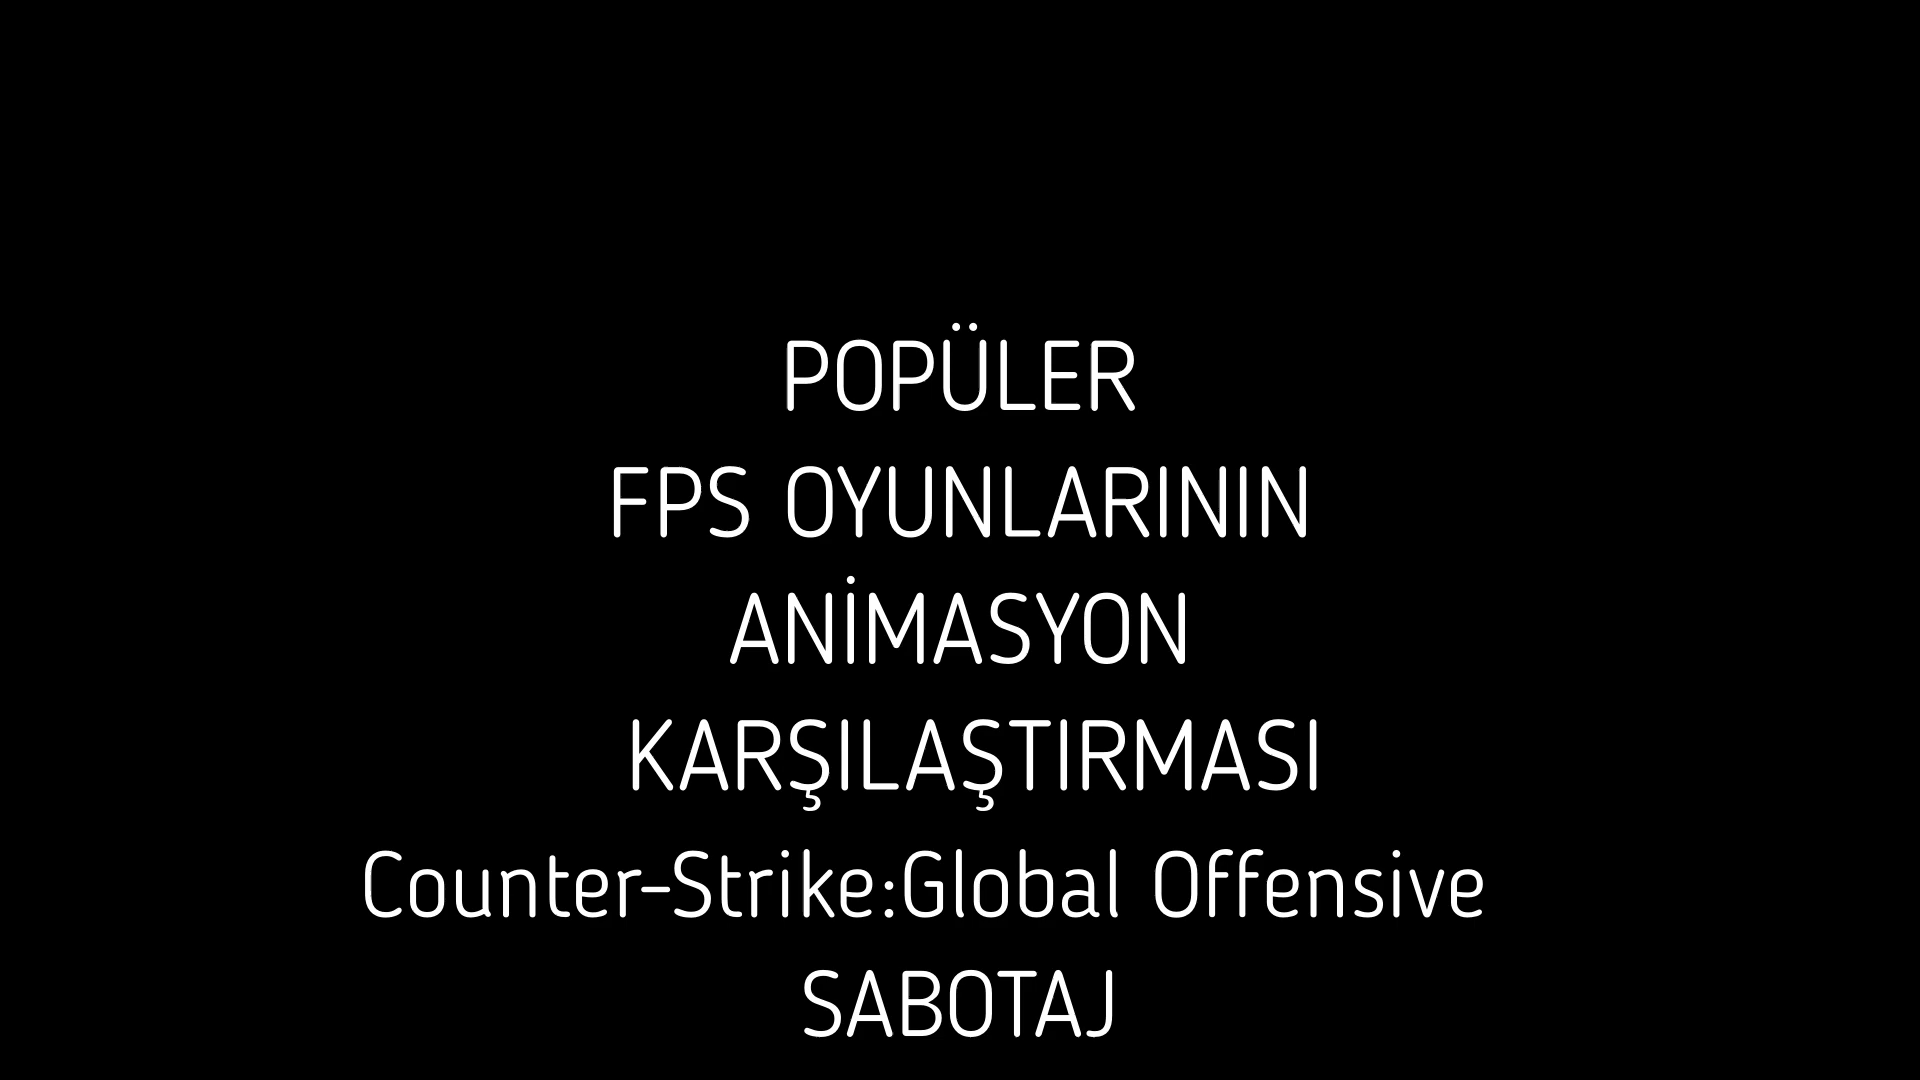 POPÜLER
FPS OYUNLARININ
ANİMASYON
KARŞILAŞTIRMASI
Counter-Strike:Global Offensive
SABOTAJ